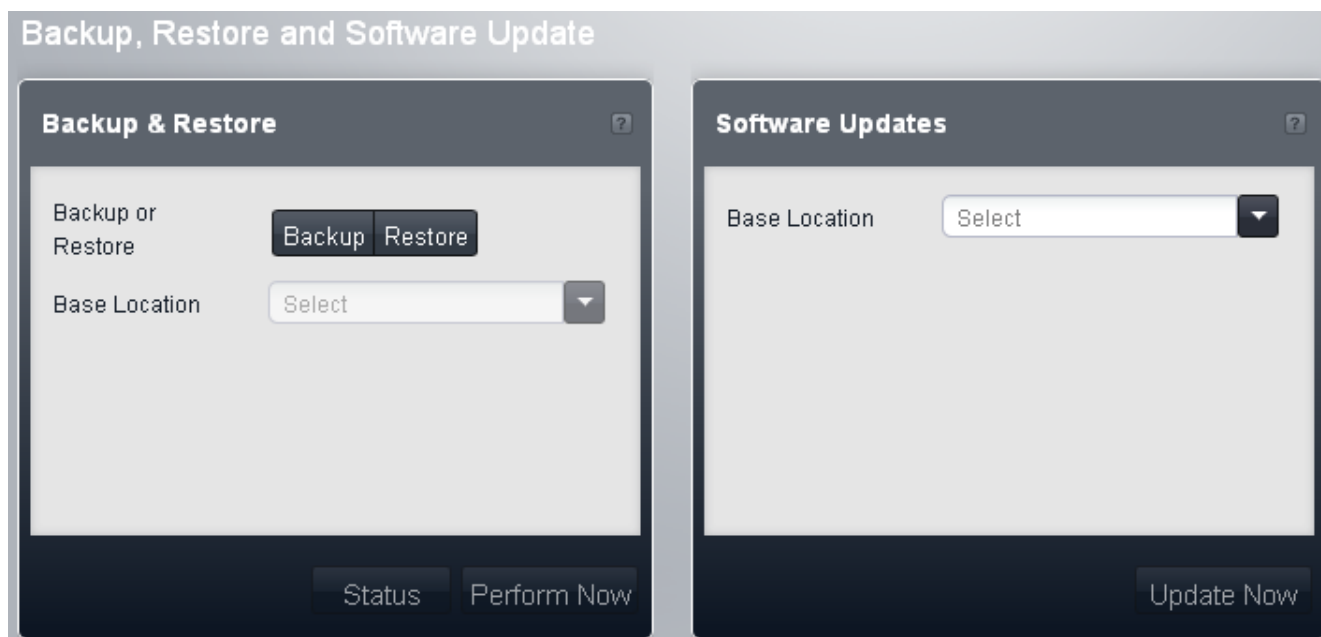 Backup, Restore and Software Update
Backup & Restore
?
Backup or
Restore
Backup
Restore
Base Location
Select
Status
Perform Now
Software Updates
?
Base Location
Select
Update Now